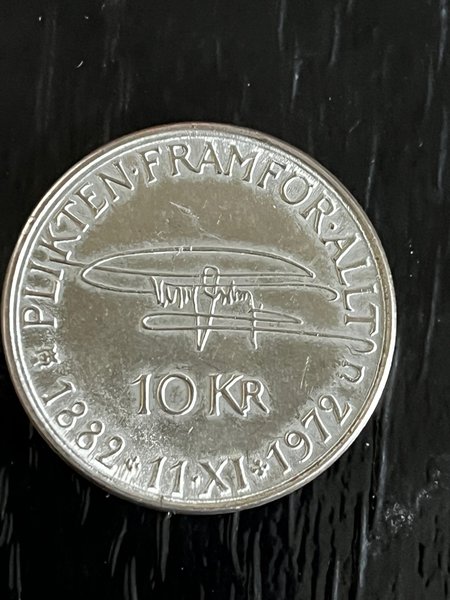 PLIKTEN·FRAMFÖR·ALLT
10 KR
1882 · 11·XI · 1972
U